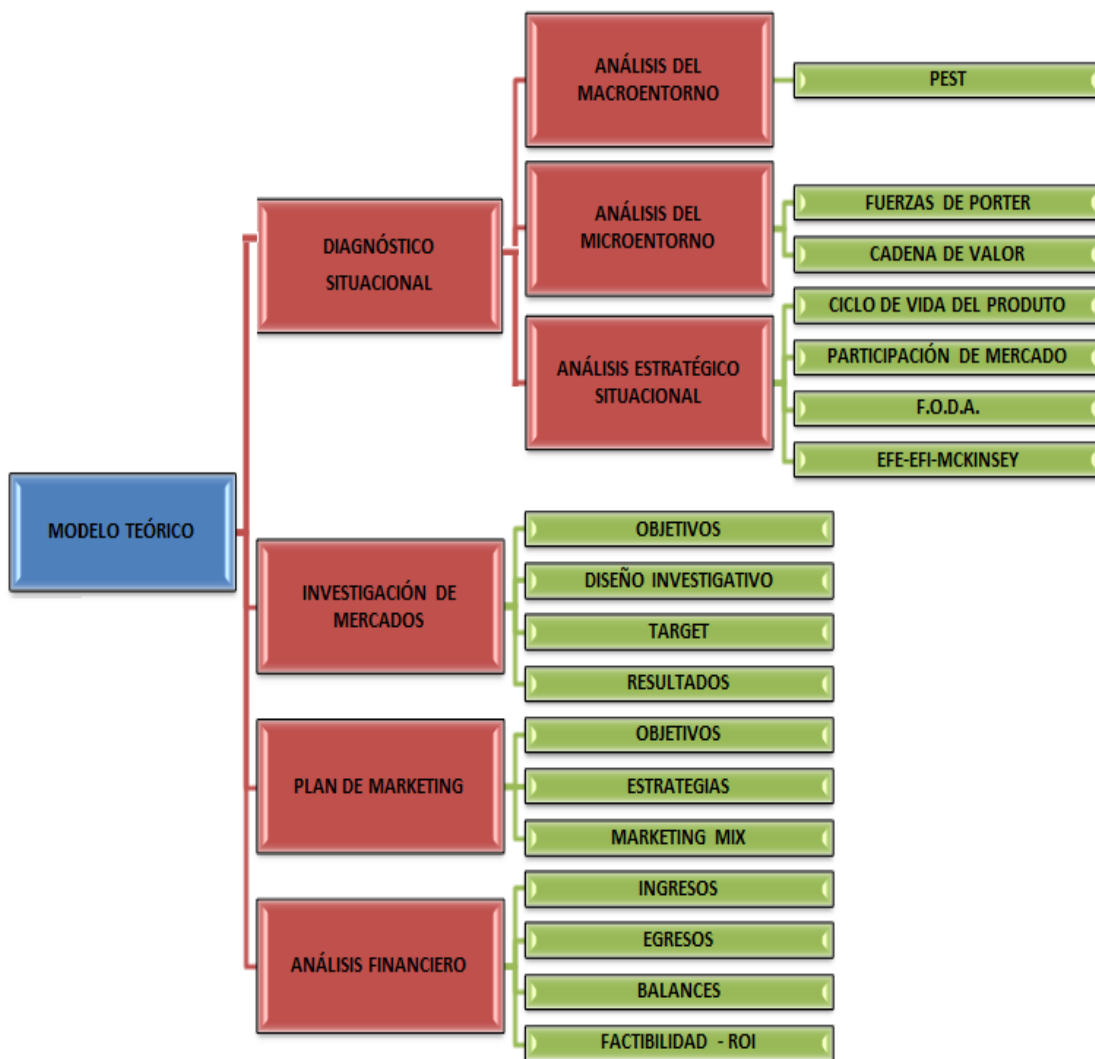 ANÁLISIS DEL
MACROENTORNO
PEST
ANÁLISIS DEL
MICROENTORNO
FUERZAS DE PORTER
CADENA DE VALOR
DIAGNÓSTICO
SITUACIONAL
ANÁLISIS ESTRATÉGICO
SITUACIONAL
CICLO DE VIDA DEL PRODUTO
PARTICIPACIÓN DE MERCADO
F.O.D.A.
EFE-EFI-MCKINSEY
MODELO TEÓRICO
INVESTIGACIÓN DE
MERCADOS
OBJETIVOS
DISEÑO INVESTIGATIVO
TARGET
RESULTADOS
PLAN DE MARKETING
OBJETIVOS
ESTRATEGIAS
MARKETING MIX
ANÁLISIS FINANCIERO
INGRESOS
EGRESOS
BALANCES
FACTIBILIDAD - ROI